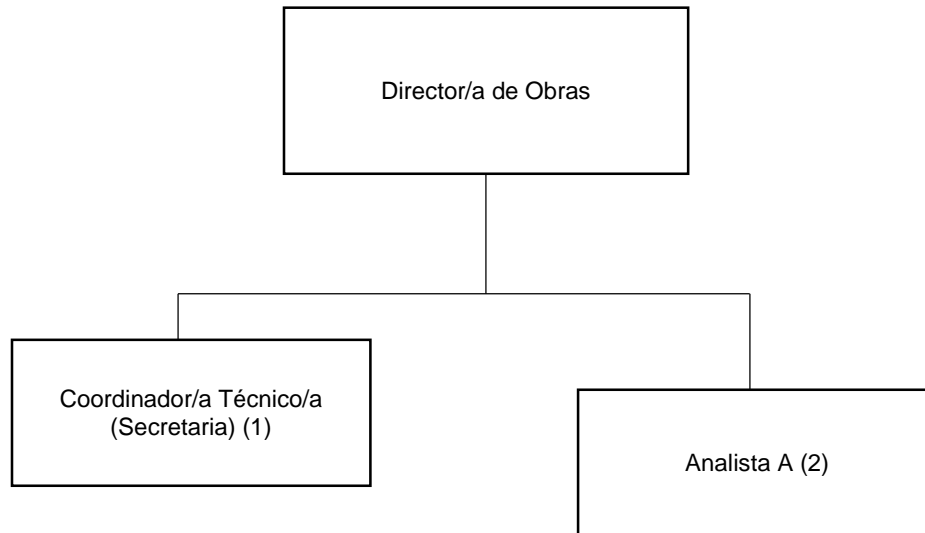 Director/a de Obras
Coordinador/a Técnico/a
(Secretaria) (1)
Analista A (2)